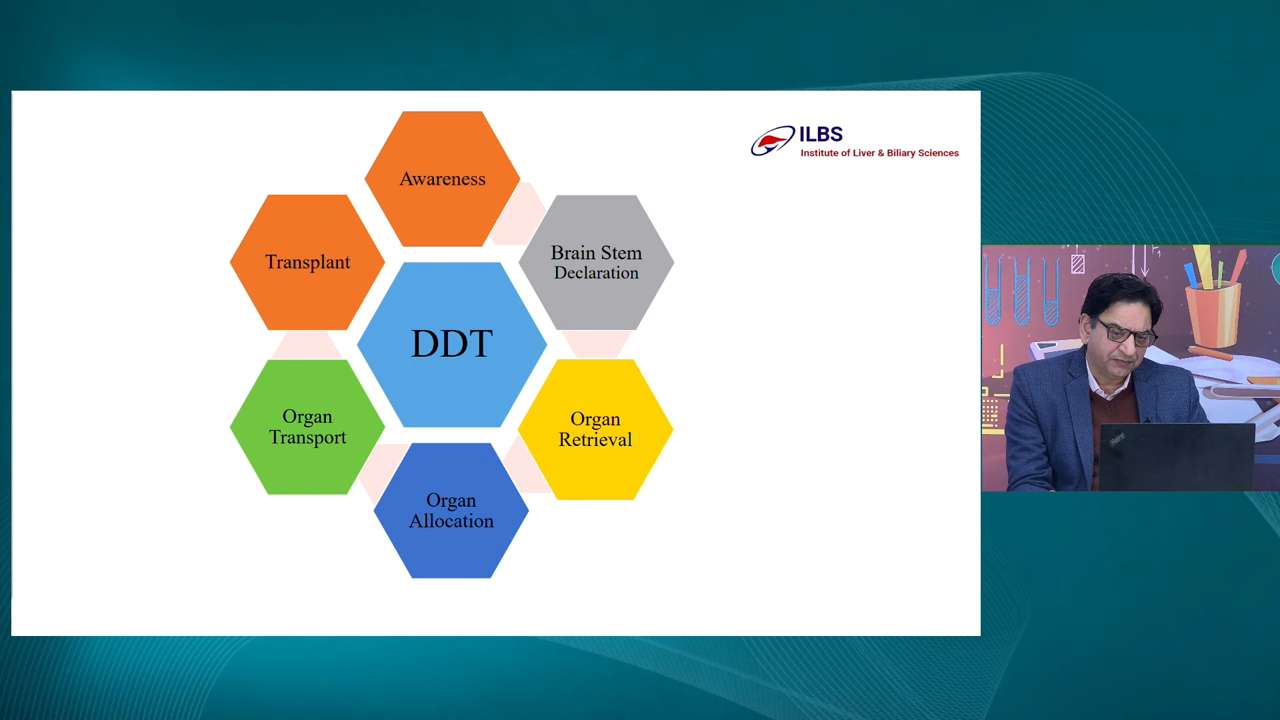 ILBS
Institute of Liver & Biliary Sciences
Awareness
Brain Stem
Declaration
Organ
Retrieval
Organ
Allocation
Organ
Transport
Transplant
DDT